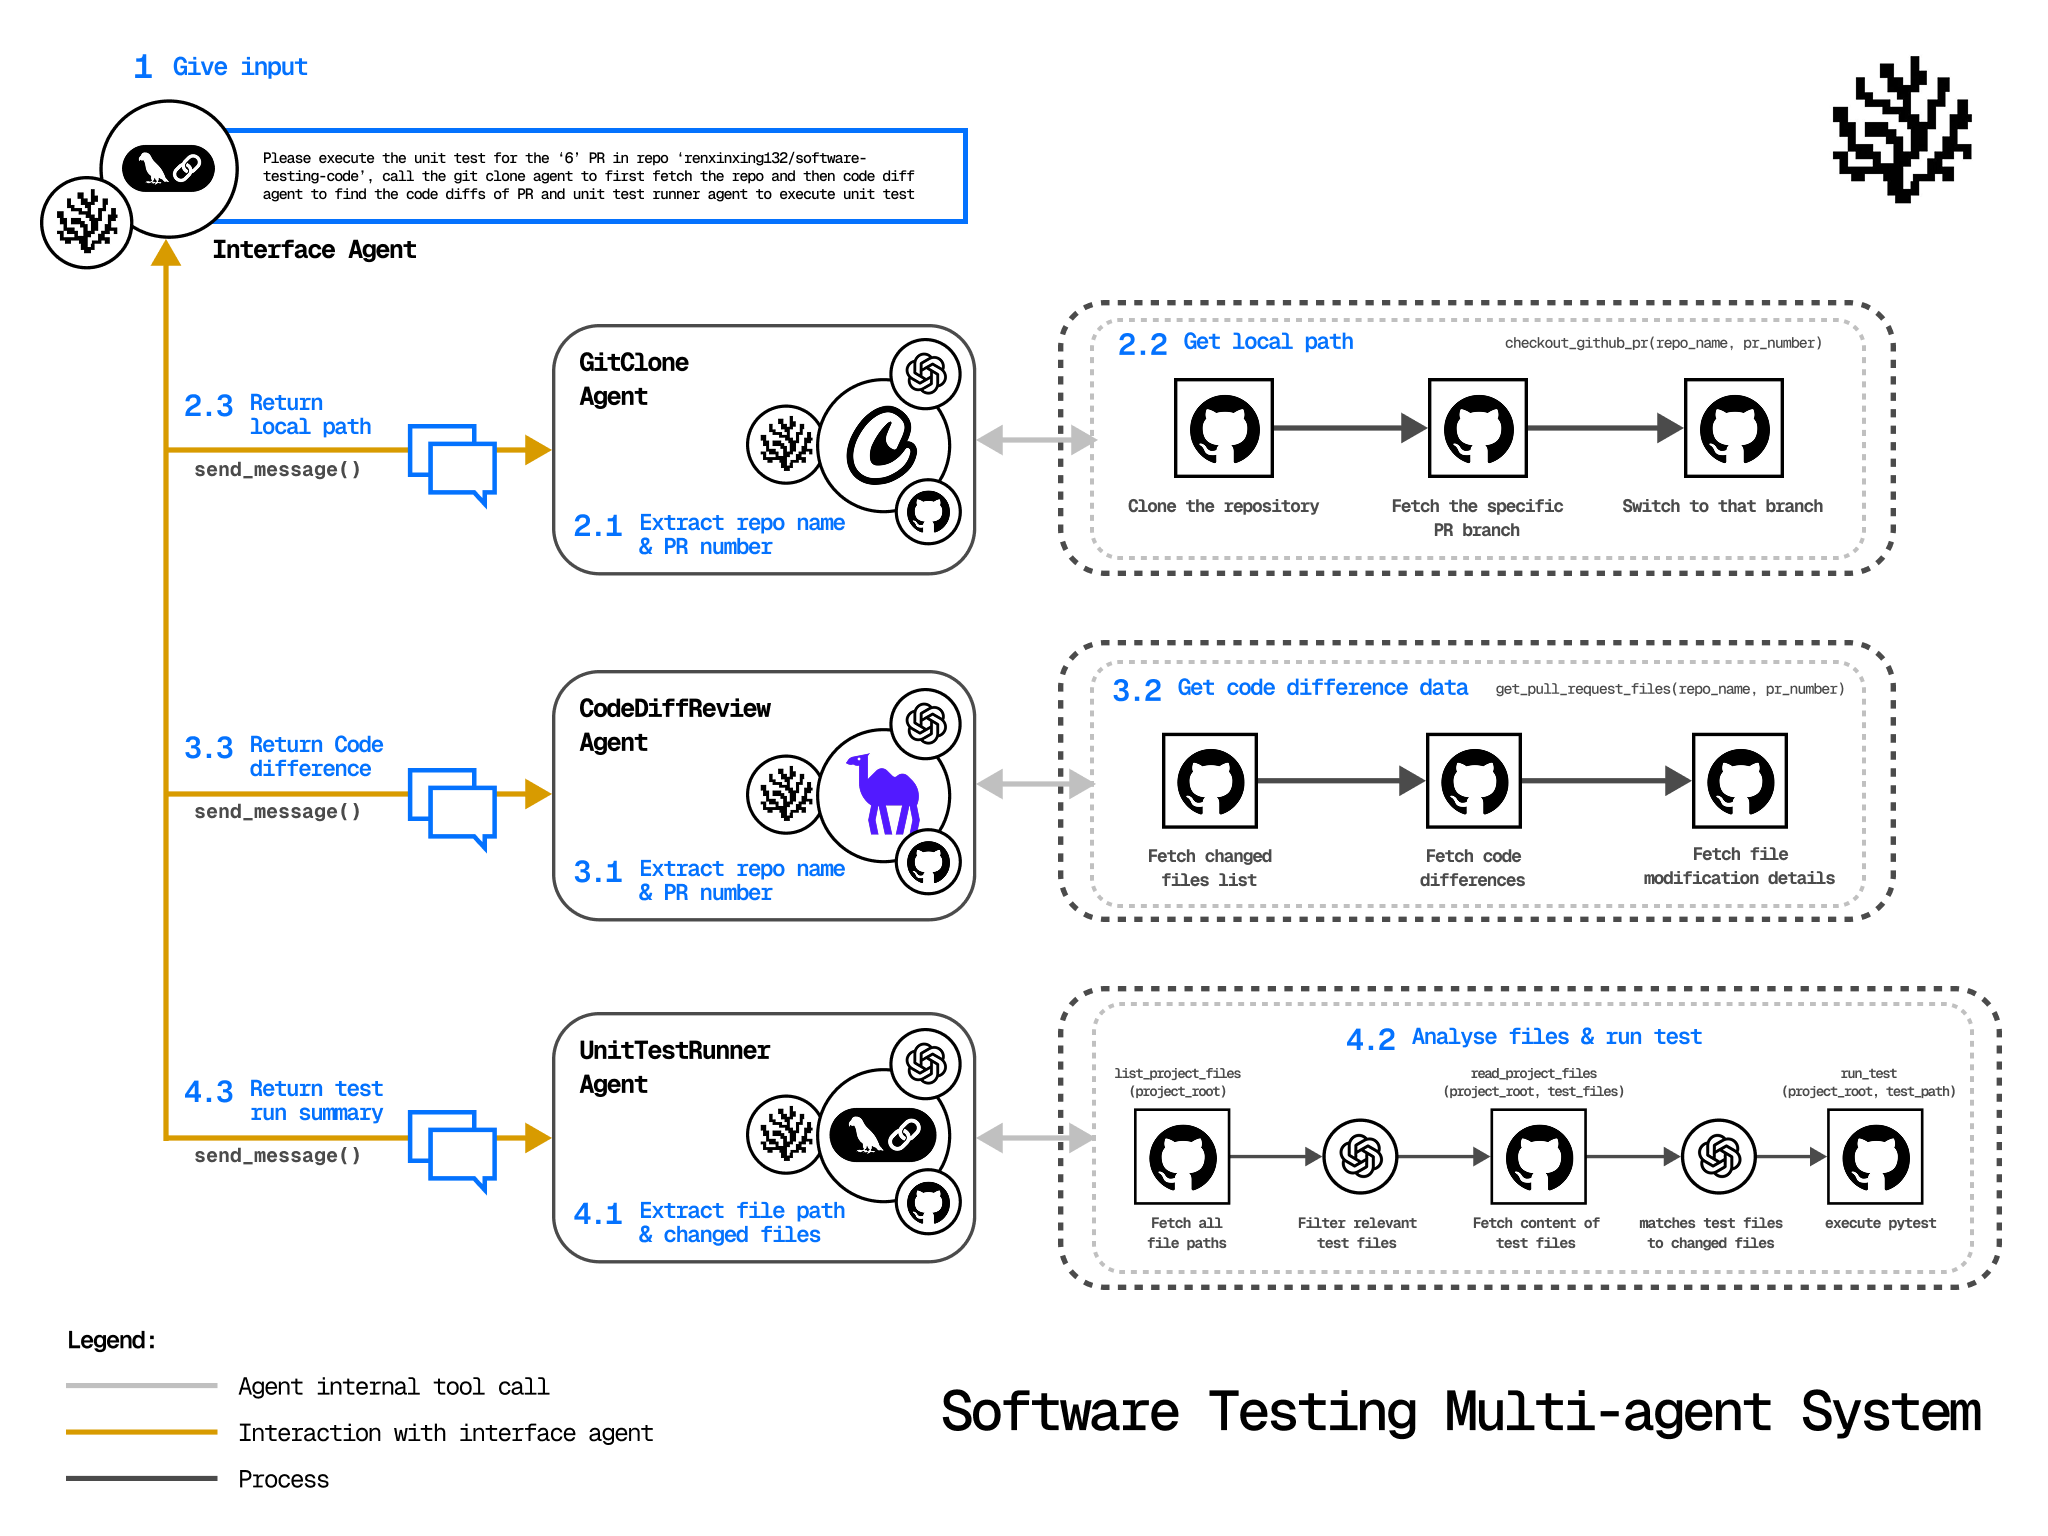 1 Give input
Please execute the unit test for the ‘6’ PR in repo ‘renxinxing132/software-
testing-code’, call the git clone agent to first fetch the repo and then code diff
agent to find the code diffs of PR and unit test runner agent to execute unit test
Interface Agent
2.3 Return
local path
send_message()
GitClone
Agent
2.1 Extract repo name
& PR number
2.2 Get local path
checkout_github_pr(repo_name, pr_number)
Clone the repository
Fetch the specific
PR branch
Switch to that branch
3.3 Return Code
difference
send_message()
CodeDiffReview
Agent
3.1 Extract repo name
& PR number
3.2 Get code difference data
get_pull_request_files(repo_name, pr_number)
Fetch changed
files list
Fetch code
differences
Fetch file
modification details
4.3 Return test
run summary
send_message()
UnitTestRunner
Agent
4.1 Extract file path
& changed files
4.2 Analyse files & run test
list_project_files
(project_root)
read_project_files
(project_root, test_files)
run_test
(project_root, test_path)
Fetch all
file paths
Filter relevant
test files
Fetch content of
test files
matches test files
to changed files
execute pytest
Legend:
Agent internal tool call
Interaction with interface agent
Process
Software Testing Multi-agent System